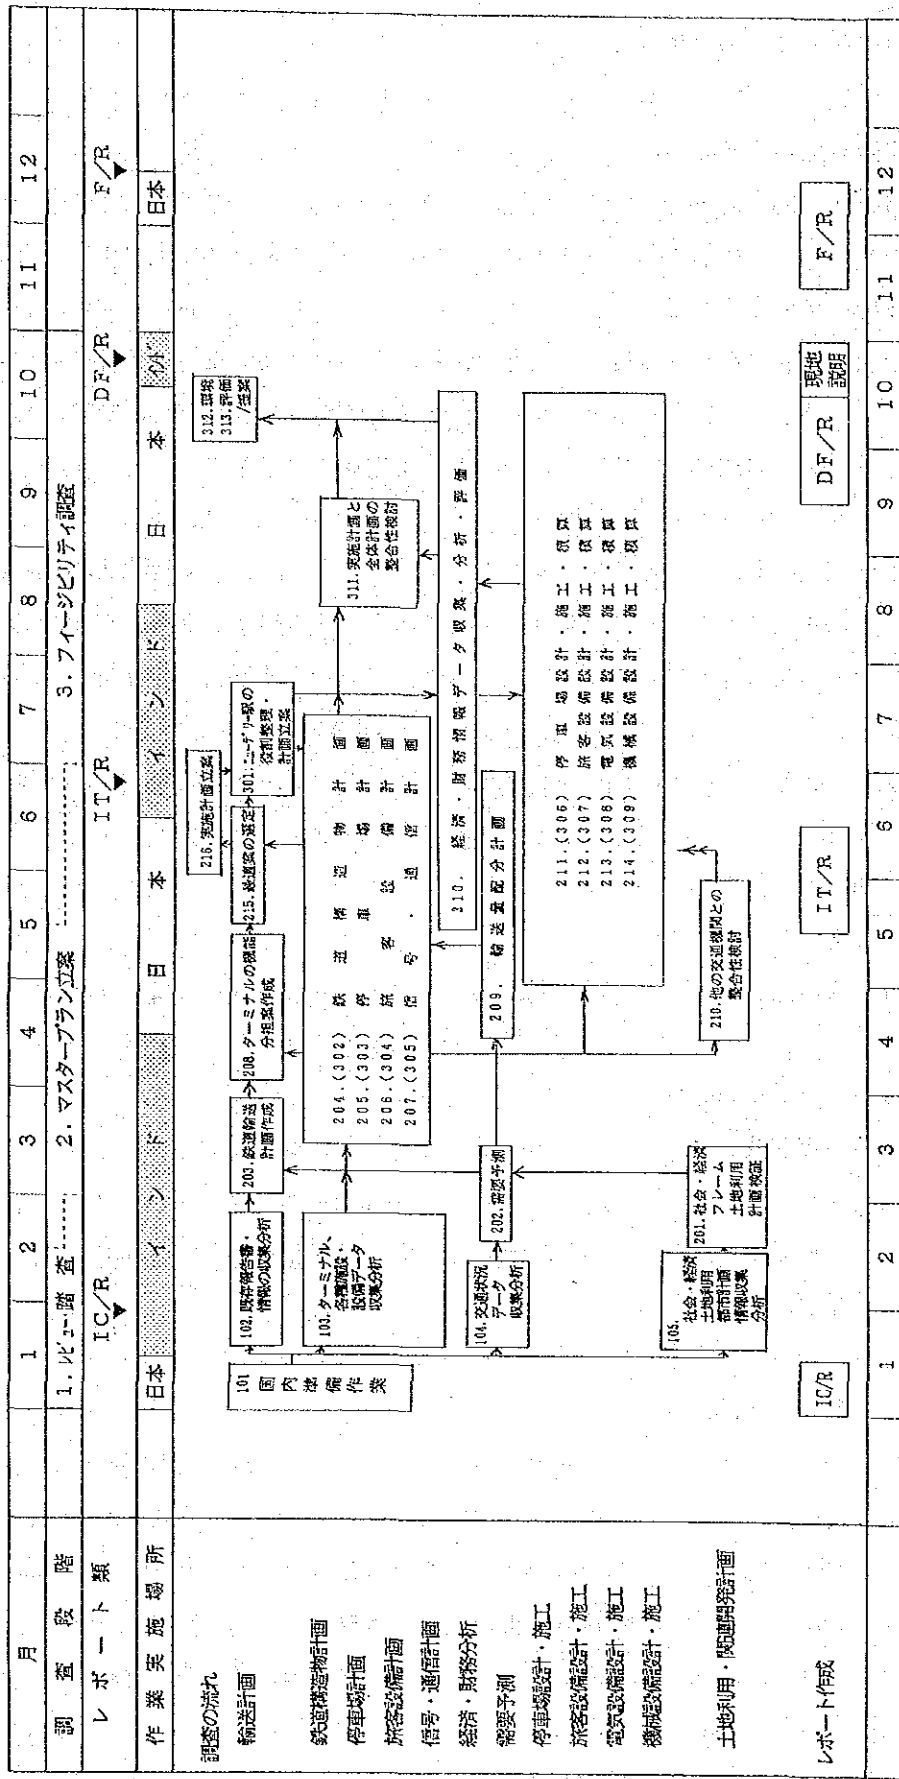 月 1 2 3 4 5 6 7 8 9 10 11 12
調査段階 1. レビュー踏査 2. マスタープラン立案 3. フィージビリティ調査
レポート類 IC/R IT/R DF/R F/R
作業実施場所 日本 インド 日本 インド 日本 インド 日本
調査の流れ
216. 実施計画立案
312. 環境
313. 評価
/提案
輸送計画
101
国内準備作業
102. 既存報告書・
情報の収集分析
203. 鉄道輸送
計画作成
208. ターミナルの機能
分担案作成
215. 最適案の選定
301. ニューデリー駅の
役割整理・
計画立案
鉄道構造物計画
停車場計画
旅客設備計画
信号・通信計画
103. ターミナル、
各種施設・
設備データ
収集分析
204. (302) 鉄道構造物計画
205. (303) 停車場計画
206. (304) 旅客設備計画
207. (305) 信号・通信計画
311. 実施計画と
全体計画の
整合性検討
経済・財務分析
310. 経済・財務情報データ収集・分析・評価
需要予測
104. 交通状況
データ
収集分析
202. 需要予測
209. 輸送量配分計画
停車場設計・施工
旅客設備設計・施工
電気設備設計・施工
機械設備設計・施工
211. (306) 停車場設計・施工・積算
212. (307) 旅客設備設計・施工・積算
213. (308) 電気設備設計・施工・積算
214. (309) 機械設備設計・施工・積算
土地利用・関連開発計画
105.
社会・経済
土地利用
都市計画
情報収集
分析
201. 社会・経済
フレーム
土地利用
計画検証
210. 他の交通機関との
整合性検討
レポート作成 IC/R IT/R DF/R 現地
説明 F/R
1 2 3 4 5 6 7 8 9 10 11 12